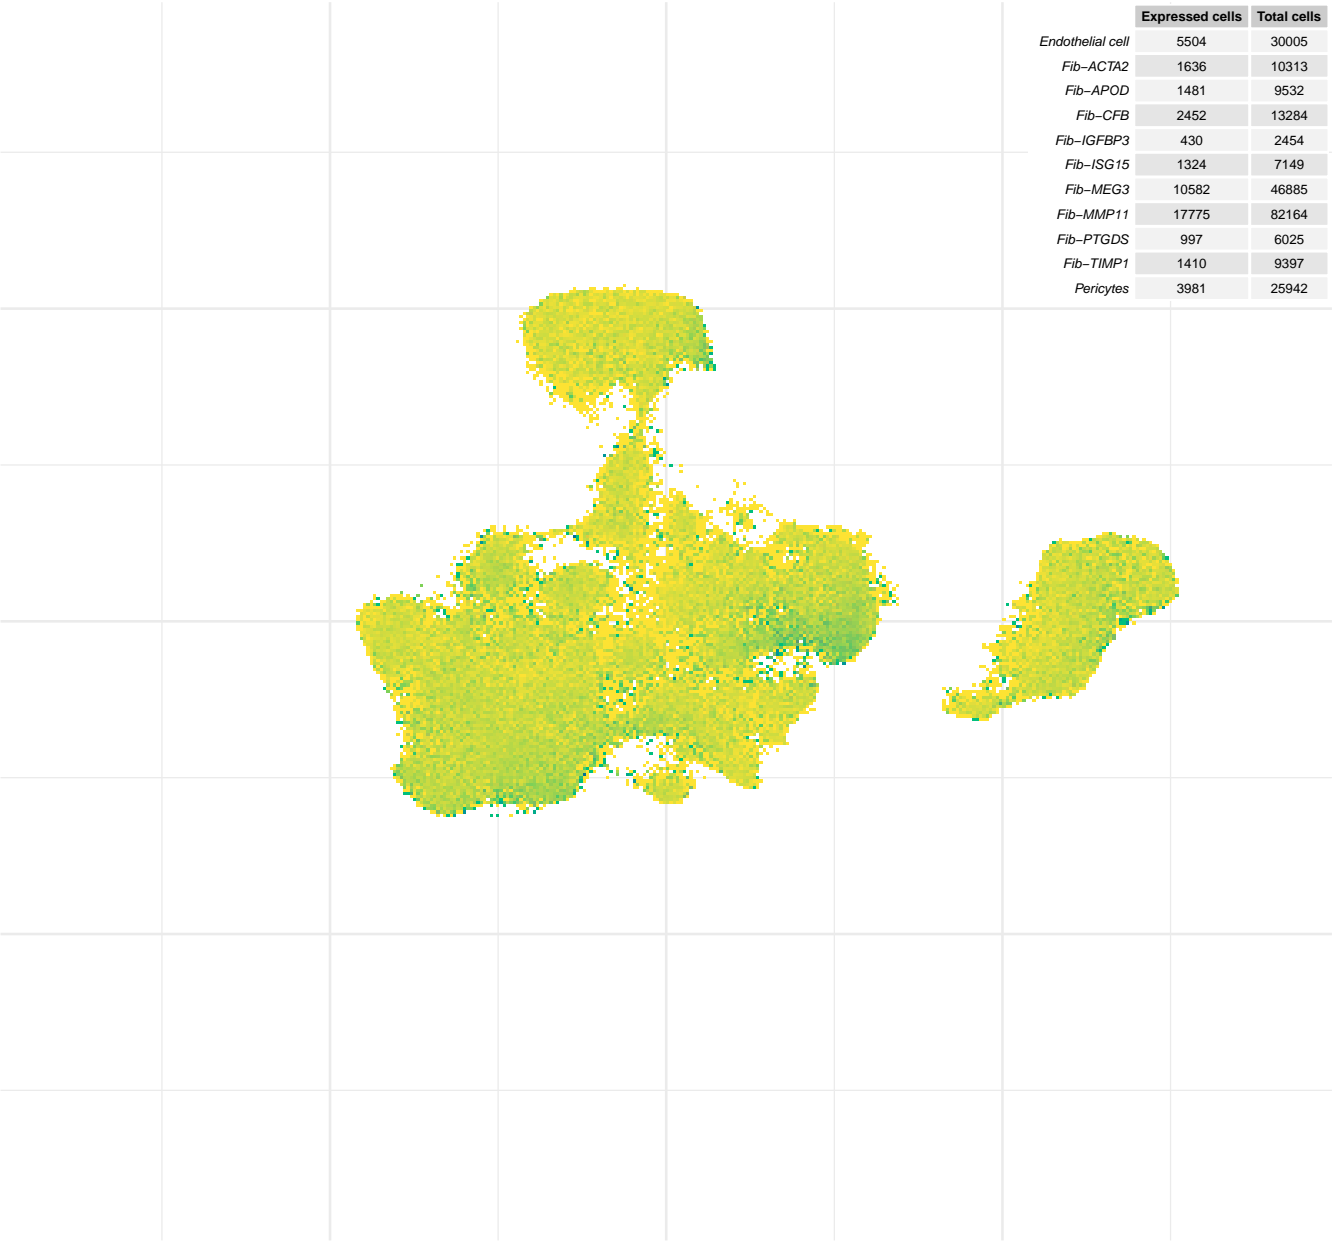 Expressed cells Total cells
Endothelial cell 5504 30005
Fib−ACTA2 1636 10313
Fib−APOD 1481 9532
Fib−CFB 2452 13284
Fib−IGFBP3 430 2454
Fib−ISG15 1324 7149
Fib−MEG3 10582 46885
Fib−MMP11 17775 82164
Fib−PTGDS 997 6025
Fib−TIMP1 1410 9397
Pericytes 3981 25942